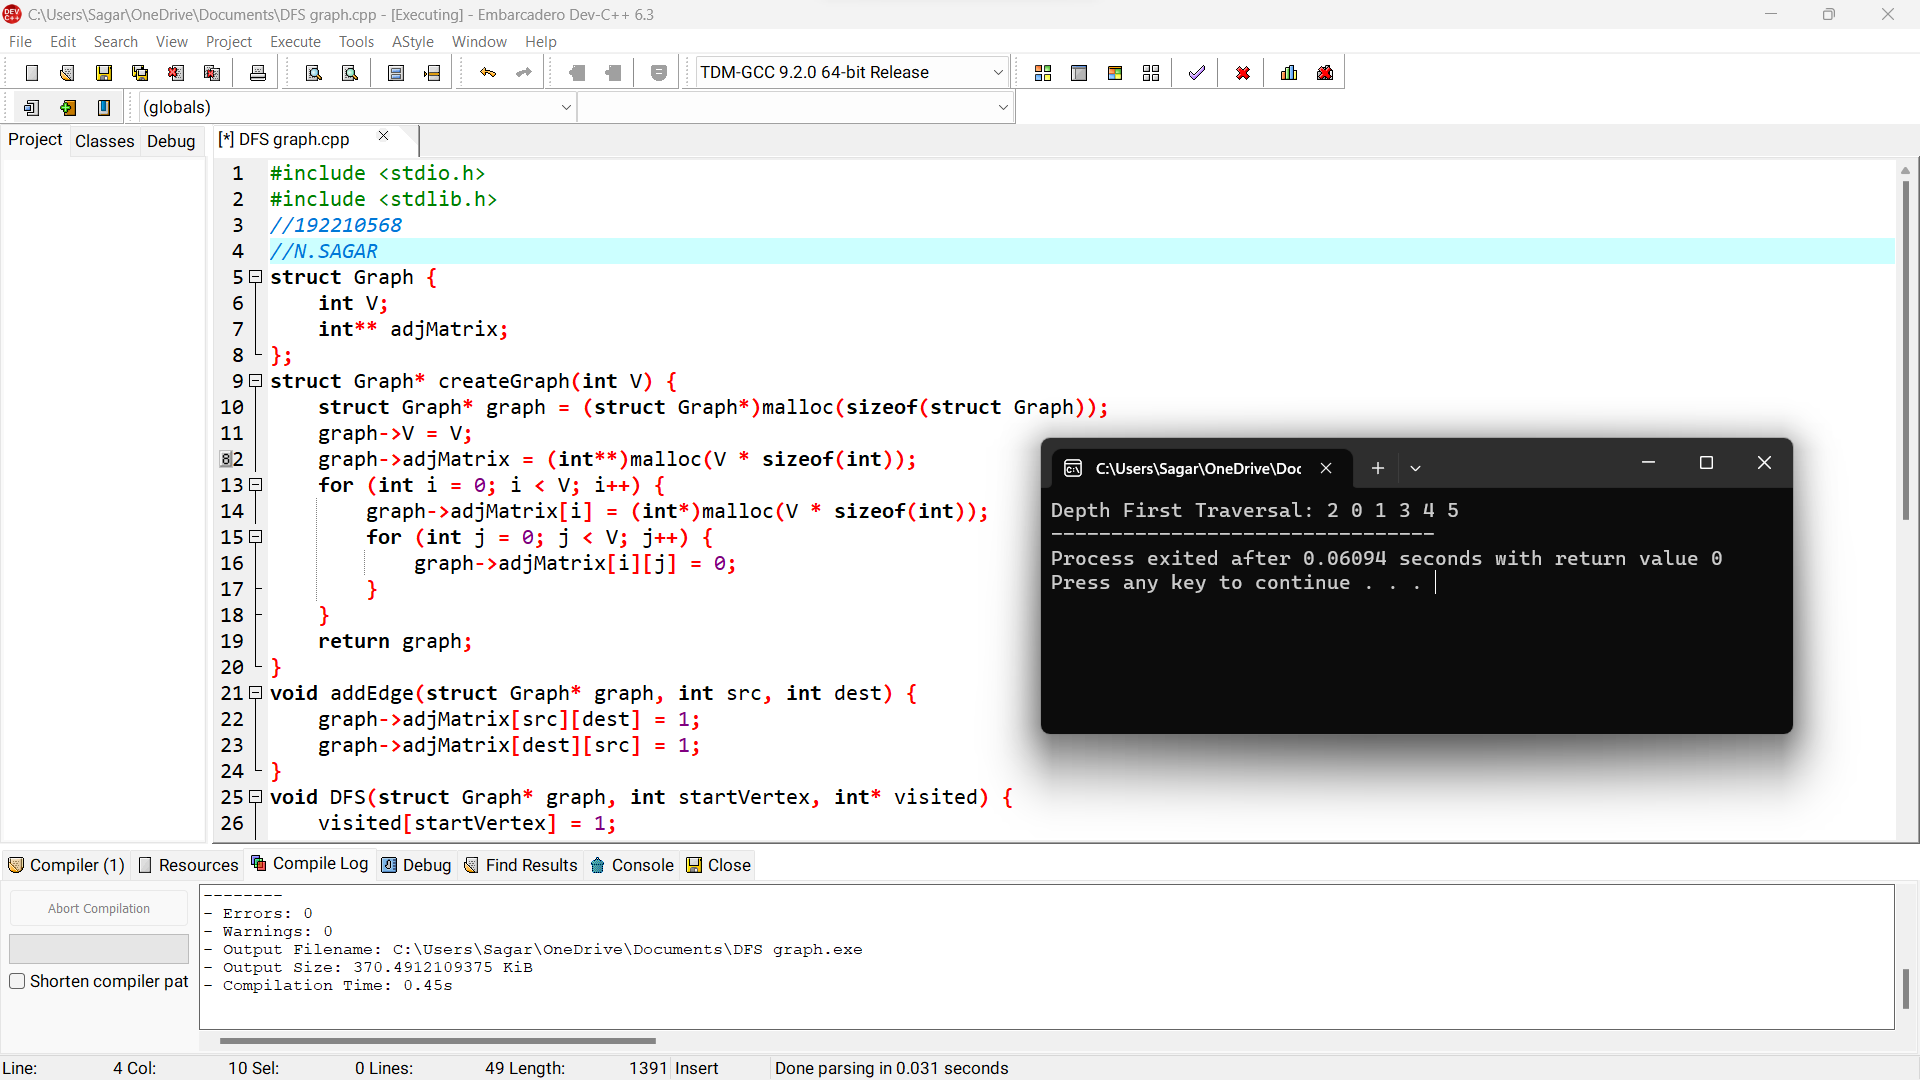 C:\Users\Sagar\OneDrive\Documents\DFS graph.cpp - [Executing] - Embarcadero Dev-C++ 6.3
File Edit Search View Project Execute Tools AStyle Window Help
TDM-GCC 9.2.0 64-bit Release
(globals)
Project Classes Debug
[*] DFS graph.cpp
1 #include <stdio.h>
2 #include <stdlib.h>
3 //192210568
4 //N.SAGAR
5 struct Graph {
6 int V;
7 int** adjMatrix;
8 };
9 struct Graph* createGraph(int V) {
10 struct Graph* graph = (struct Graph*)malloc(sizeof(struct Graph));
11 graph->V = V;
82 graph->adjMatrix = (int**)malloc(V * sizeof(int));
13 for (int i = 0; i < V; i++) {
14 graph->adjMatrix[i] = (int*)malloc(V * sizeof(int));
15 for (int j = 0; j < V; j++) {
16 graph->adjMatrix[i][j] = 0;
17 }
18 }
19 return graph;
20 }
21 void addEdge(struct Graph* graph, int src, int dest) {
22 graph->adjMatrix[src][dest] = 1;
23 graph->adjMatrix[dest][src] = 1;
24 }
25 void DFS(struct Graph* graph, int startVertex, int* visited) {
26 visited[startVertex] = 1;
C:\Users\Sagar\OneDrive\Doc
Depth First Traversal: 2 0 1 3 4 5
--------------------------------
Process exited after 0.06094 seconds with return value 0
Press any key to continue . . .
Compiler (1) Resources Compile Log Debug Find Results Console Close
Abort Compilation
Shorten compiler pat
--------
- Errors: 0
- Warnings: 0
- Output Filename: C:\Users\Sagar\OneDrive\Documents\DFS graph.exe
- Output Size: 370.4912109375 KiB
- Compilation Time: 0.45s
Line: 4 Col: 10 Sel: 0 Lines: 49 Length: 1391 Insert Done parsing in 0.031 seconds